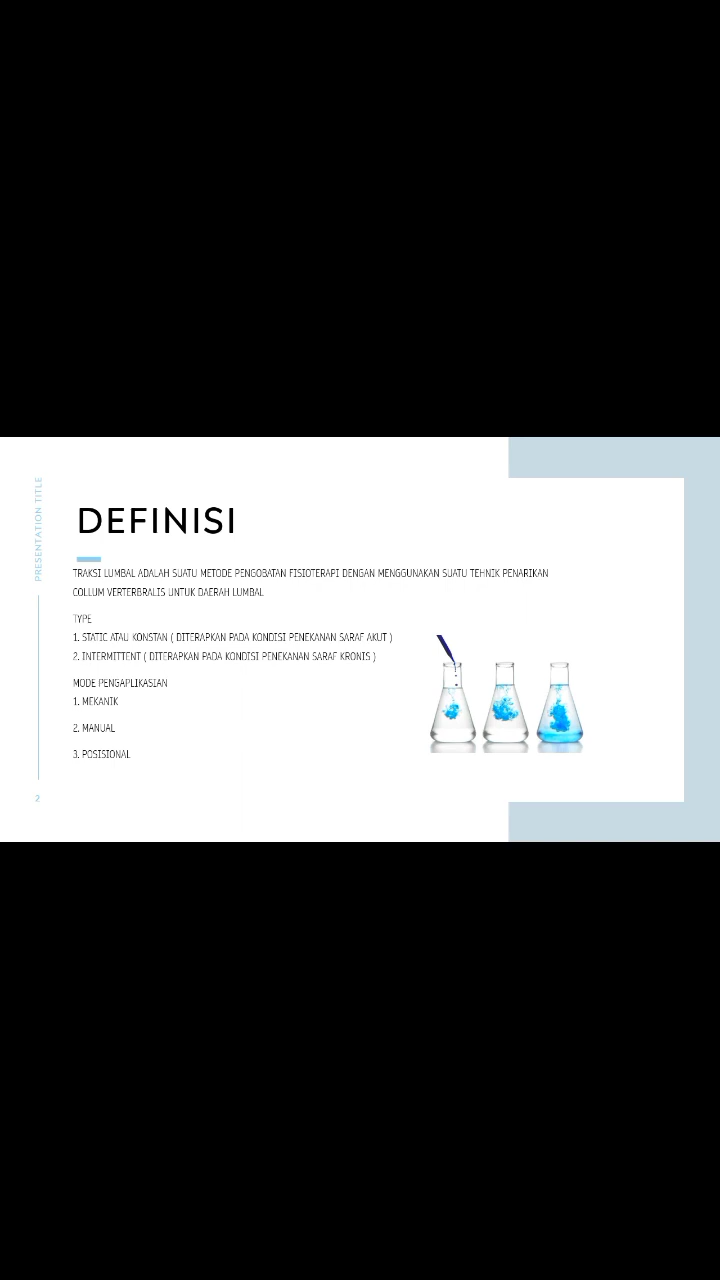 PRESENTATION TITLE
DEFINISI
TRAKSI LUMBAL ADALAH SUATU METODE PENGOBATAN FISIOTERAPI DENGAN MENGGUNAKAN SUATU TEHNIK PENARIKAN
COLLUM VERTERBRALIS UNTUK DAERAH LUMBAL
TYPE
1. STATIC ATAU KONSTAN ( DITERAPKAN PADA KONDISI PENEKANAN SARAF AKUT )
2. INTERMITTENT ( DITERAPKAN PADA KONDISI PENEKANAN SARAF KRONIS )
MODE PENGAPLIKASIAN
1. MEKANIK
2. MANUAL
3. POSISIONAL
2